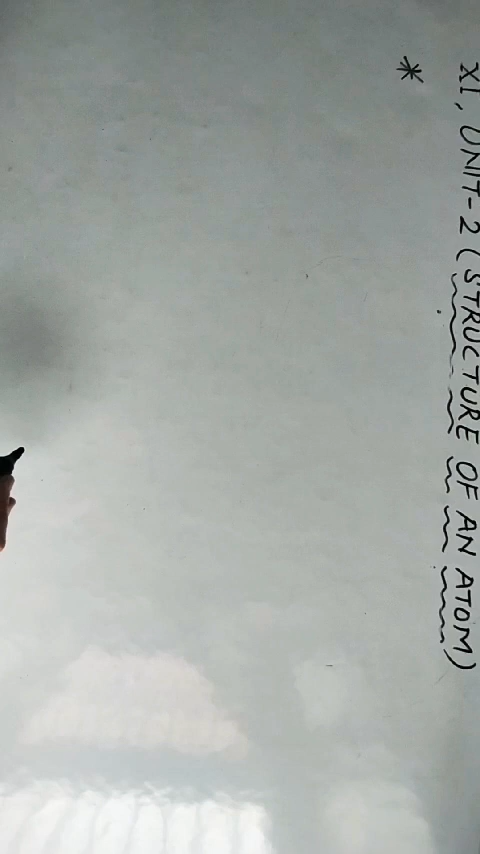 XI, UNIT-2 (STRUCTURE OF AN ATOM)
*